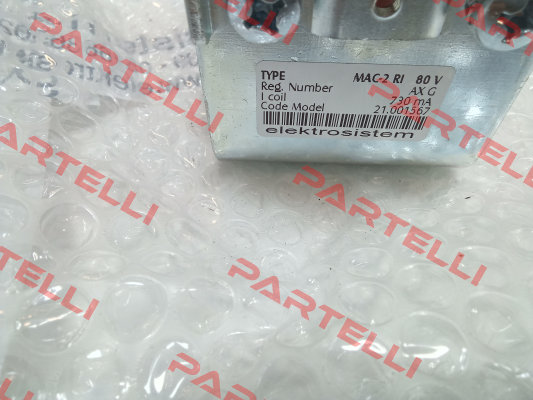 TYPE MAC-2 RI 80 V
Reg. Number AX G
I coil 730 mA
Code Model 21.001567
elektrosistem
PARTELLI
PARTELLI
PARTELLI
PARTELLI
PARTELLI
PARTELLI